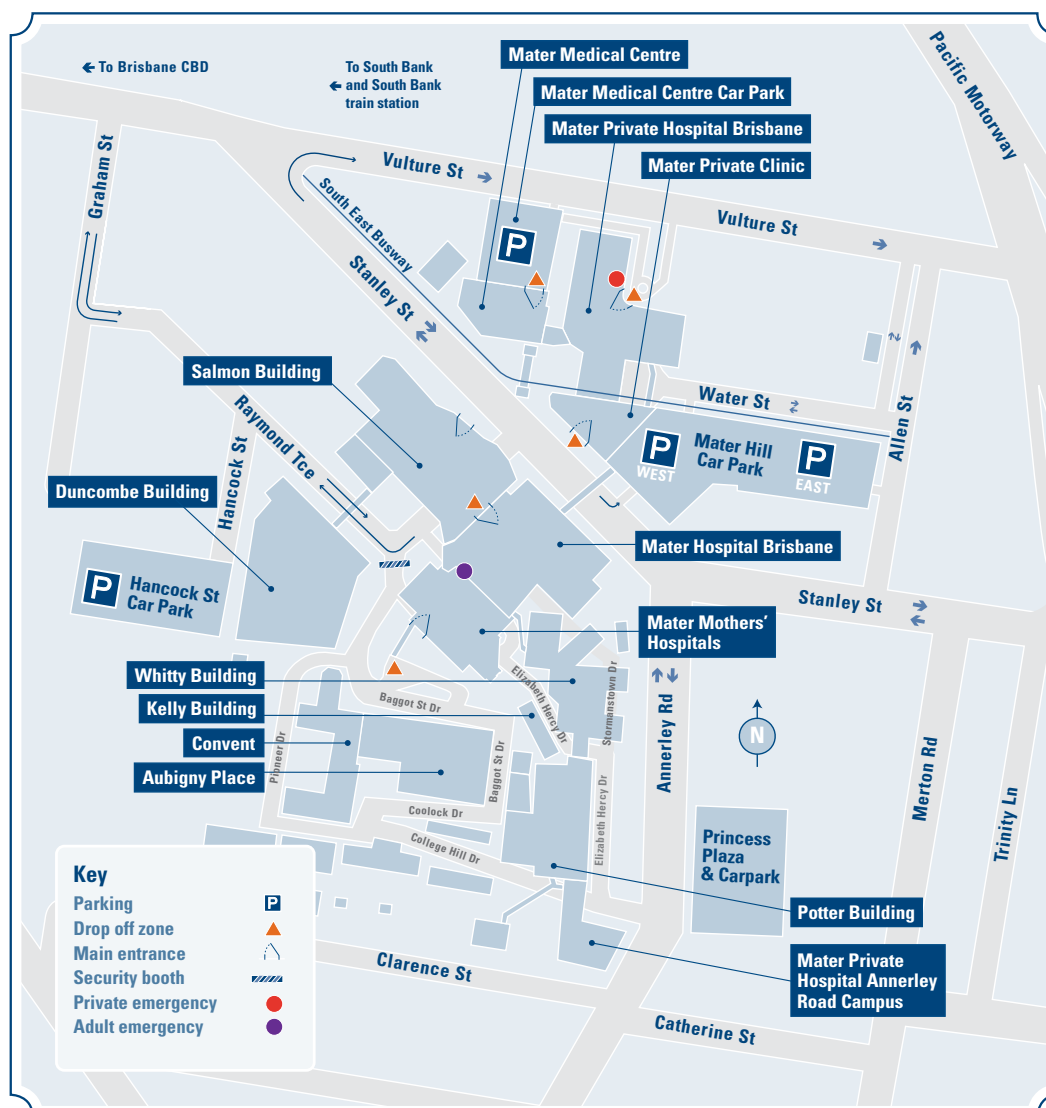 Mater Medical Centre
← To Brisbane CBD
To South Bank
← and South Bank
train station
Mater Medical Centre Car Park
Mater Private Hospital Brisbane
Mater Private Clinic
Pacific Motorway
Graham St
Vulture St
Vulture St
South East Busway
Stanley St
P
Salmon Building
Water St
Allen St
Raymond Tce
Hancock St
P
WEST
Mater Hill
Car Park
P
EAST
Duncombe Building
Mater Hospital Brisbane
P
Hancock St
Car Park
Stanley St
Mater Mothers'
Hospitals
Whitty Building
Kelly Building
Convent
Aubigny Place
Baggot St Dr
Elizabeth Hercy Dr
Stormanstown Dr
Annerley Rd
N
Pioneer Dr
Baggot St Dr
Elizabeth Hercy Dr
Merton Rd
Trinity Ln
Coolock Dr
College Hill Dr
Princess
Plaza
& Carpark
Potter Building
Mater Private
Hospital Annerley
Road Campus
Clarence St
Catherine St
Key
Parking P
Drop off zone
Main entrance
Security booth
Private emergency
Adult emergency